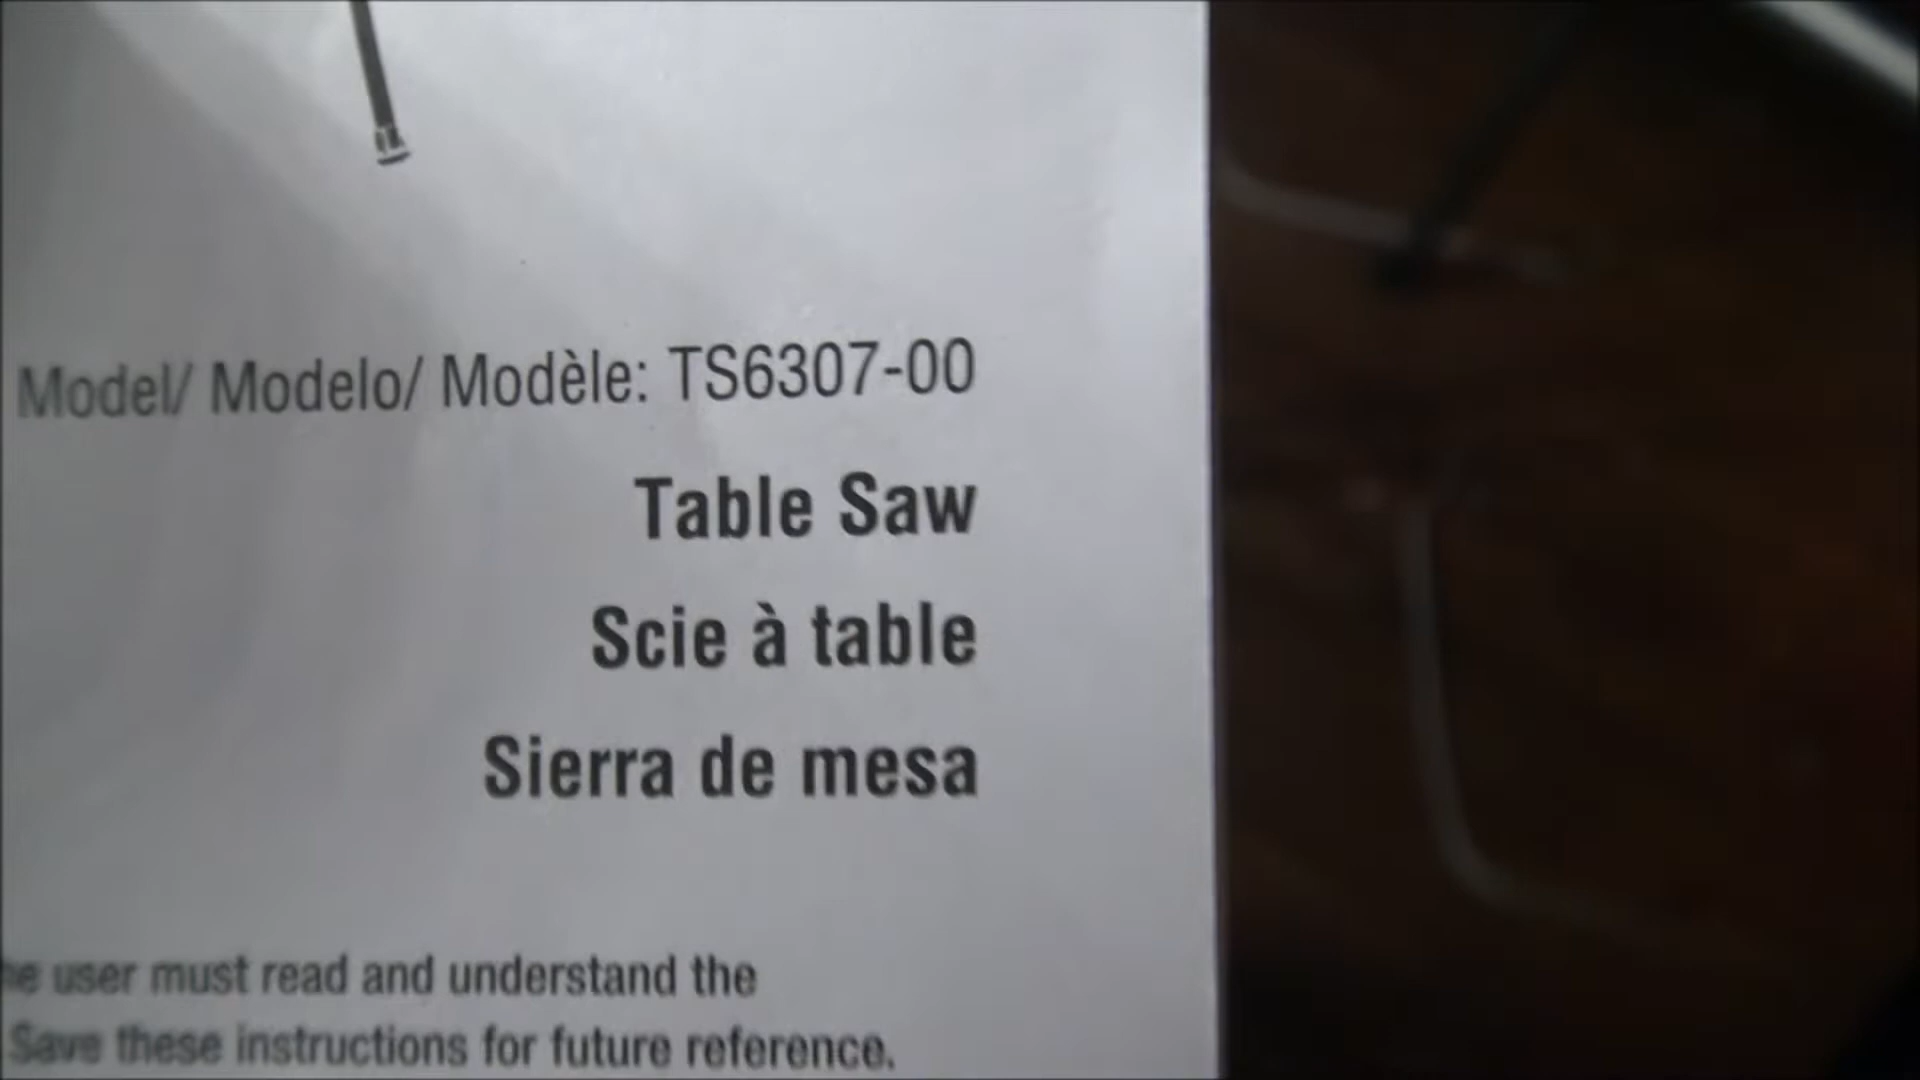 Model/ Modelo/ Modèle: TS6307-00
Table Saw
Scie à table
Sierra de mesa
user must read and understand the
Save these instructions for future reference.